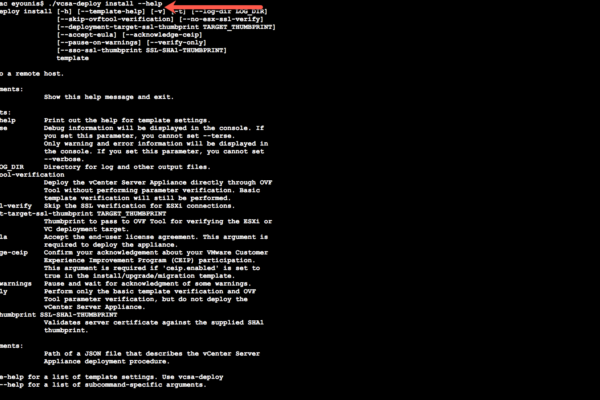 ac eyounis$ ./vcsa-deploy install --help
eploy install [-h] [--template-help] [-v] [-t] [--log-dir LOG_DIR]
[--skip-ovftool-verification] [--no-esx-ssl-verify]
[--deployment-target-ssl-thumbprint TARGET_THUMBPRINT]
[--accept-eula] [--acknowledge-ceip]
[--pause-on-warnings] [--verify-only]
[--sso-ssl-thumbprint SSL-SHA1-THUMBPRINT]
template
o a remote host.
ments:
Show this help message and exit.
ts:
help Print out the help for template settings.
se Debug information will be displayed in the console. If
you set this parameter, you cannot set --terse.
Only warning and error information will be displayed
in the console. If you set this parameter, you cannot set
--verbose.
OG_DIR Directory for log and other output files.
tool-verification
Deploy the vCenter Server Appliance directly through OVF
Tool without performing parameter verification. Basic
template verification will still be performed.
l-verify Skip the SSL verification for ESXi connections.
t-target-ssl-thumbprint TARGET_THUMBPRINT
Thumbprint to pass to OVF Tool for verifying the ESXi or
VC deployment target.
la Accept the end-user license agreement. This argument is
required to deploy the appliance.
ge-ceip Confirm your acknowledgement about your VMware Customer
Experience Improvement Program (CEIP) participation.
This argument is required if 'ceip.enabled' is set to
true in the install/upgrade/migration template.
warnings Pause and wait for acknowledgment of some warnings.
ly Perform only the basic template verification and OVF
Tool parameter verification, but do not deploy the
vCenter Server Appliance.
humbprint SSL-SHA1-THUMBPRINT
Validates server certificate against the supplied SHA1
thumbprint.
ments:
Path of a JSON file that describes the vCenter Server
Appliance deployment procedure.
e-help for a list of template settings. Use vcsa-deploy
--help for a list of subcommand-specific arguments.